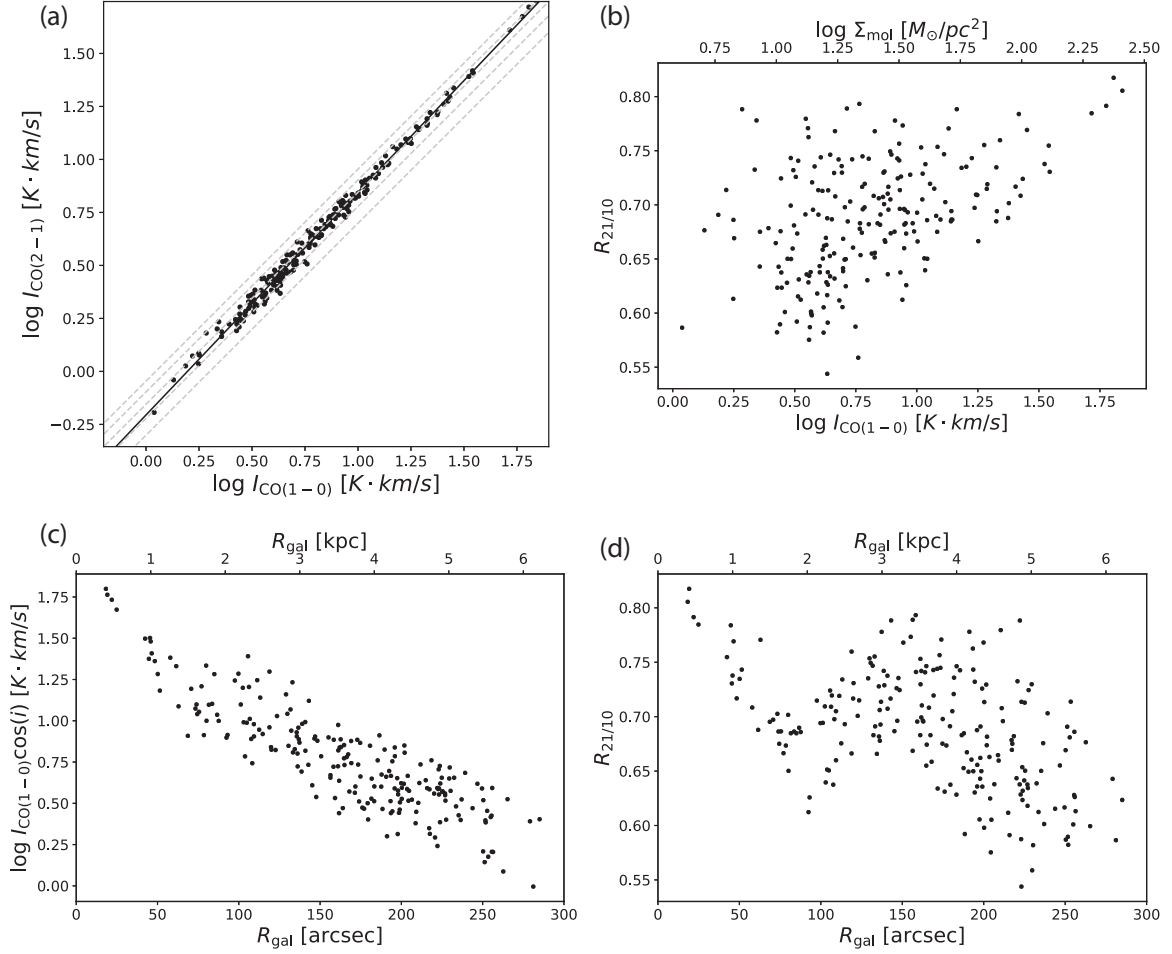 (a)
1.50
1.25
1.00
0.75
0.50
0.25
0.00
−0.25
log I_CO(2−1) [K · km/s]
0.00 0.25 0.50 0.75 1.00 1.25 1.50 1.75
log I_CO(1−0) [K · km/s]
(b)
log Σ_mol [M_⊙/pc²]
0.75 1.00 1.25 1.50 1.75 2.00 2.25 2.50
0.80
0.75
0.70
0.65
0.60
0.55
R_21/10
0.00 0.25 0.50 0.75 1.00 1.25 1.50 1.75
log I_CO(1−0) [K · km/s]
(c)
R_gal [kpc]
0 1 2 3 4 5 6
1.75
1.50
1.25
1.00
0.75
0.50
0.25
0.00
log I_CO(1−0)cos(i) [K · km/s]
0 50 100 150 200 250 300
R_gal [arcsec]
(d)
R_gal [kpc]
0 1 2 3 4 5 6
0.80
0.75
0.70
0.65
0.60
0.55
R_21/10
0 50 100 150 200 250 300
R_gal [arcsec]